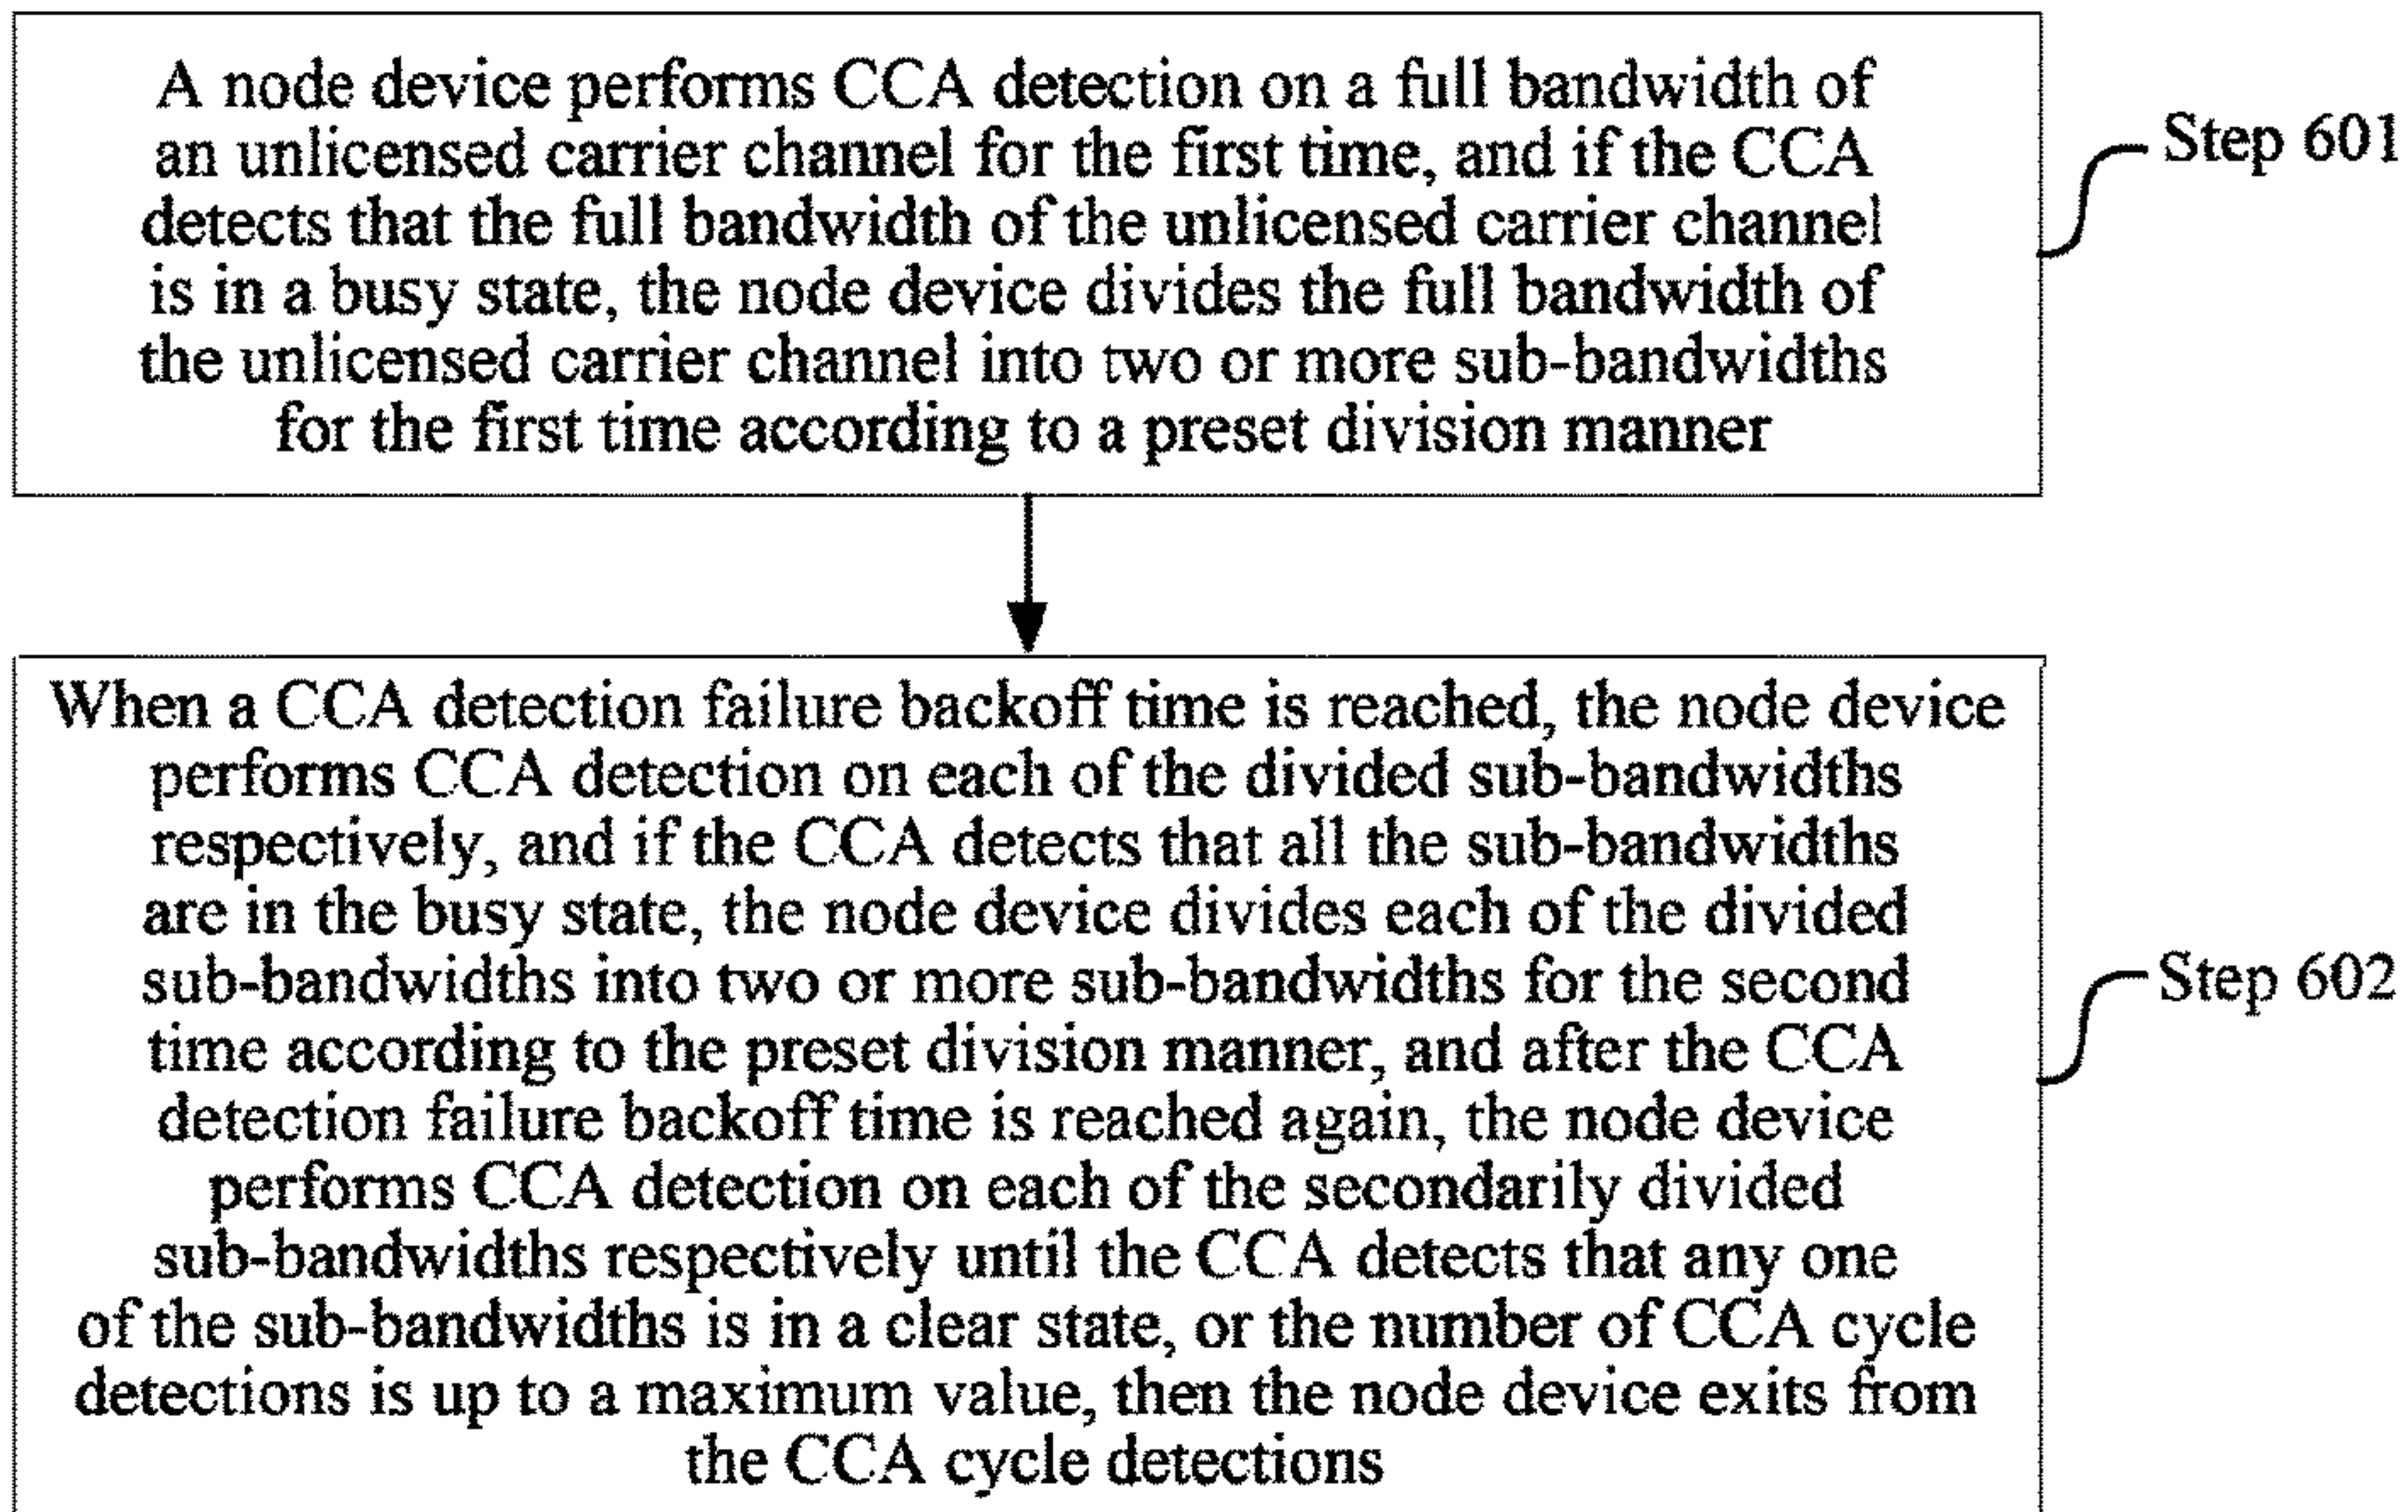 A node device performs CCA detection on a full bandwidth of
an unlicensed carrier channel for the first time, and if the CCA
detects that the full bandwidth of the unlicensed carrier channel
is in a busy state, the node device divides the full bandwidth of
the unlicensed carrier channel into two or more sub-bandwidths
for the first time according to a preset division manner
Step 601
When a CCA detection failure backoff time is reached, the node device
performs CCA detection on each of the divided sub-bandwidths
respectively, and if the CCA detects that all the sub-bandwidths
are in the busy state, the node device divides each of the divided
sub-bandwidths into two or more sub-bandwidths for the second
time according to the preset division manner, and after the CCA
detection failure backoff time is reached again, the node device
performs CCA detection on each of the secondarily divided
sub-bandwidths respectively until the CCA detects that any one
of the sub-bandwidths is in a clear state, or the number of CCA cycle
detections is up to a maximum value, then the node device exits from
the CCA cycle detections
Step 602